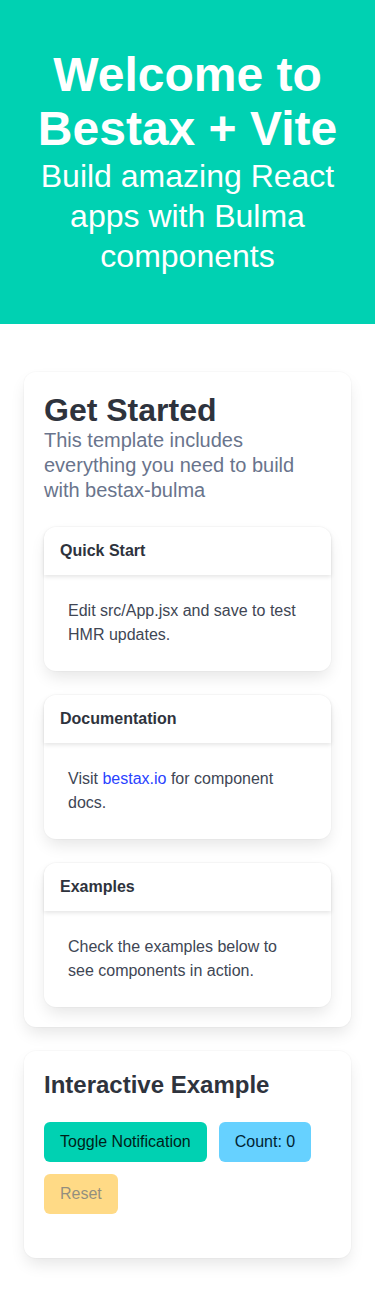 Welcome to
Bestax + Vite
Build amazing React
apps with Bulma
components
Get Started
This template includes
everything you need to build
with bestax-bulma
Quick Start
Edit src/App.jsx and save to test
HMR updates.
Documentation
Visit bestax.io for component
docs.
Examples
Check the examples below to
see components in action.
Interactive Example
Toggle Notification Count: 0
Reset